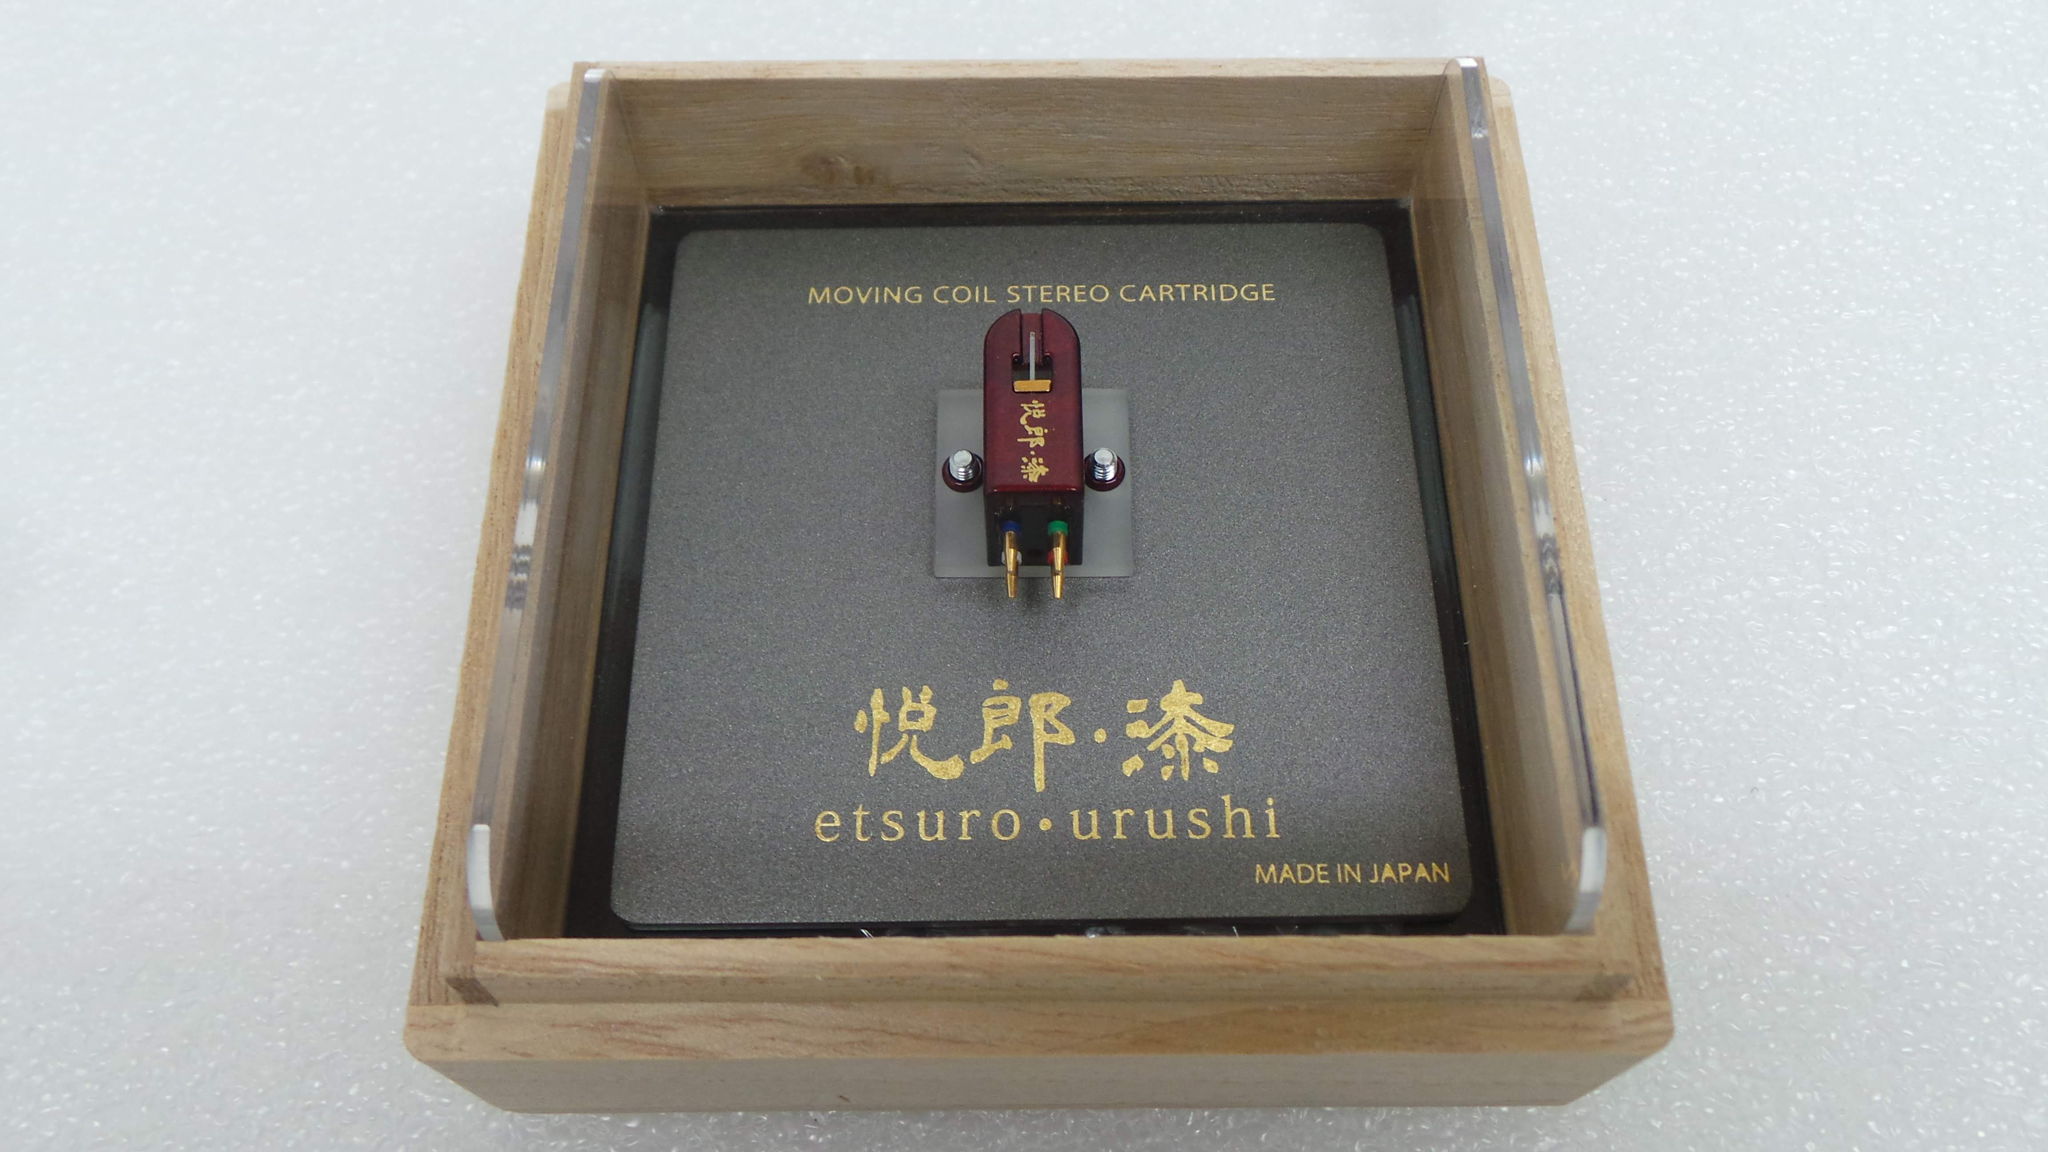 MOVING COIL STEREO CARTRIDGE
悦郎・漆
悦郎・漆
etsuro・urushi
MADE IN JAPAN